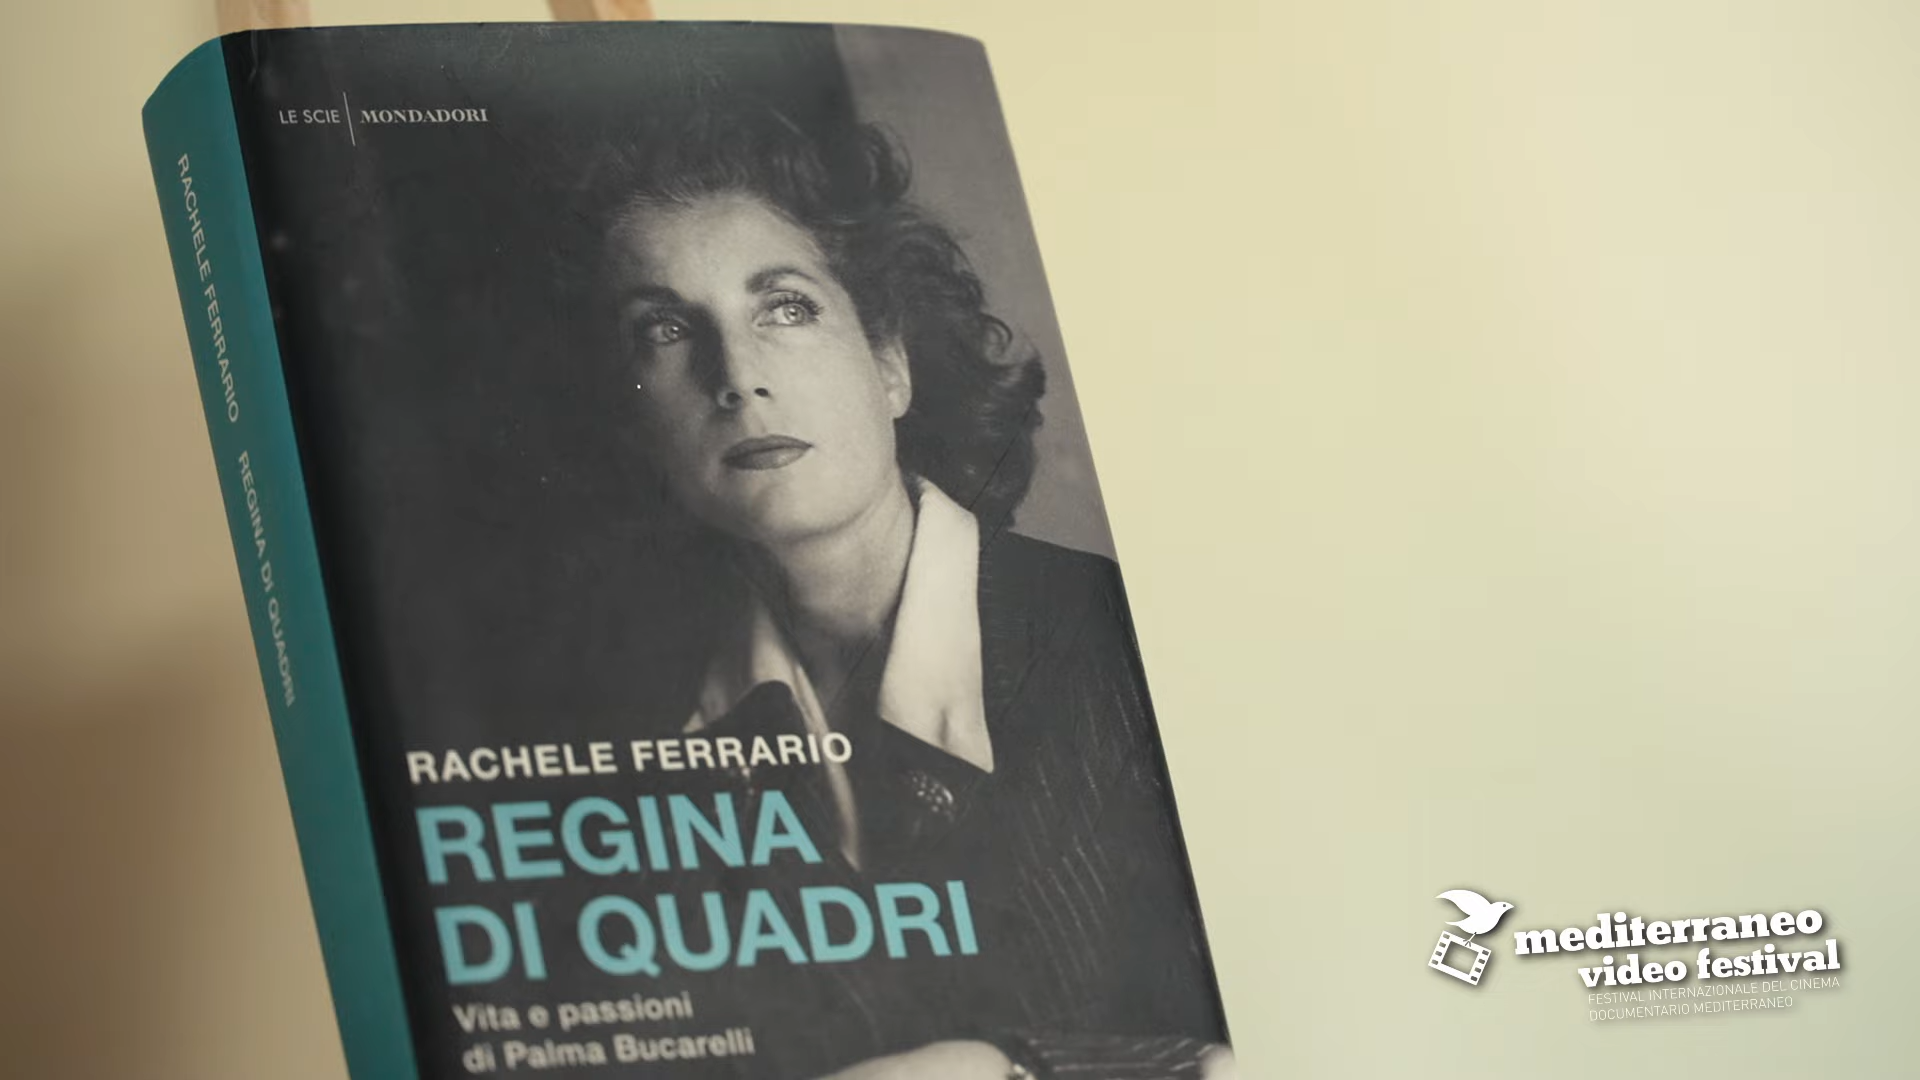 LE SCIE MONDADORI
RACHELE FERRARIO REGINA DI QUADRI
RACHELE FERRARIO
REGINA
DI QUADRI
Vita e passioni
di Palma Bucarelli
mediterraneo
video festival
FESTIVAL INTERNAZIONALE DEL CINEMA
DOCUMENTARIO MEDITERRANEO